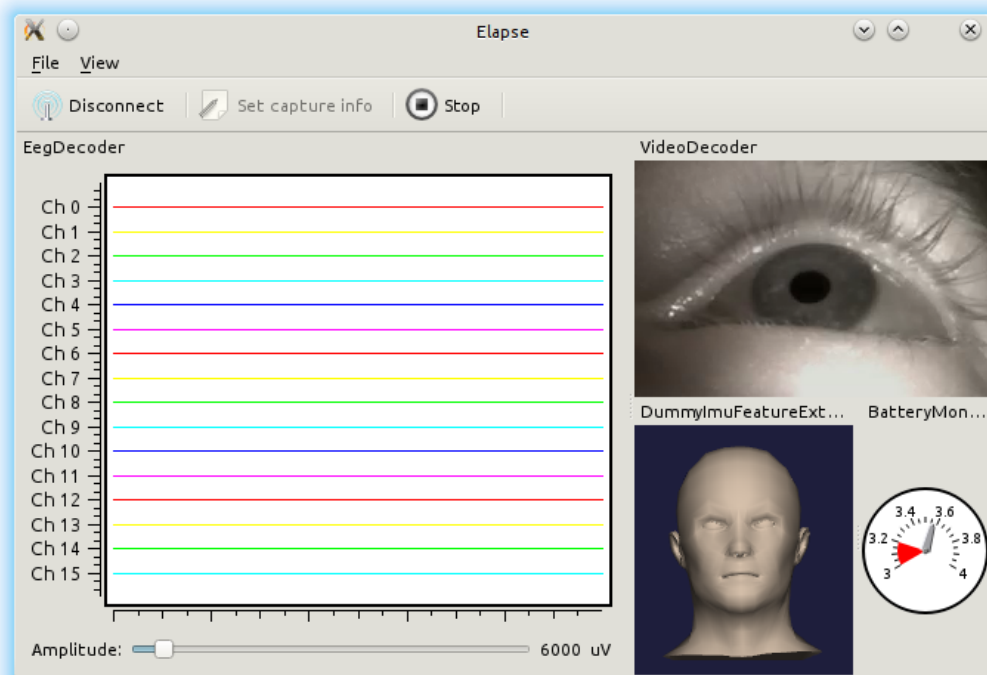 Elapse
File View
Disconnect Set capture info Stop
EegDecoder
VideoDecoder
Ch 0
Ch 1
Ch 2
Ch 3
Ch 4
Ch 5
Ch 6
Ch 7
Ch 8
Ch 9
Ch 10
Ch 11
Ch 12
Ch 13
Ch 14
Ch 15
Amplitude: 6000 uV
DummyImuFeatureExt... BatteryMon...
3.4 3.6
3.2 3.8
3 4